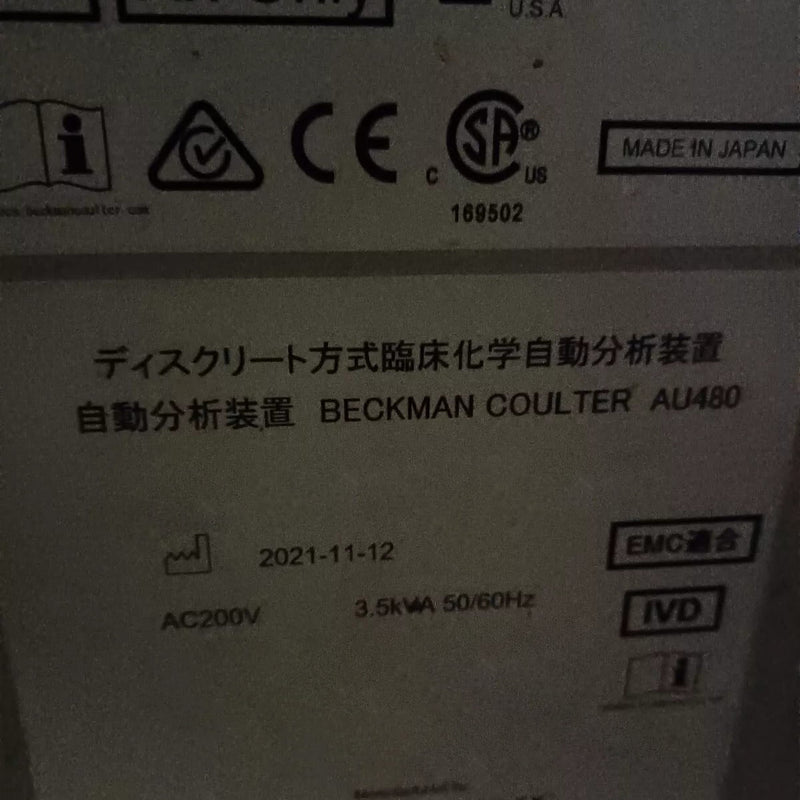 U.S.A
CE
C SA® US
169502
MADE IN JAPAN
ディスクリート方式臨床化学自動分析装置
自動分析装置 BECKMAN COULTER AU480
2021-11-12
EMC適合
AC200V 3.5kVA 50/60Hz
IVD